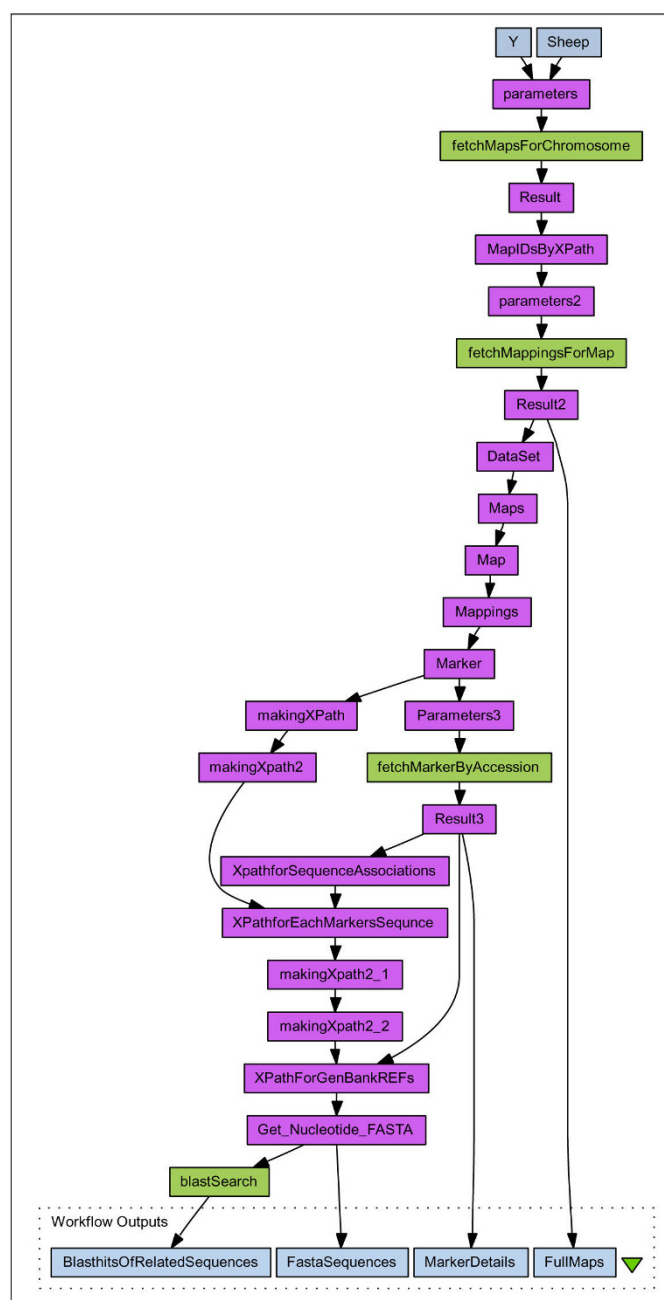 Y
Sheep
parameters
fetchMapsForChromosome
Result
MapIDsByXPath
parameters2
fetchMappingsForMap
Result2
DataSet
Maps
Map
Mappings
Marker
makingXPath
Parameters3
makingXpath2
fetchMarkerByAccession
Result3
XpathforSequenceAssociations
XPathforEachMarkersSequnce
makingXpath2_1
makingXpath2_2
XPathForGenBankREFs
Get_Nucleotide_FASTA
blastSearch
Workflow Outputs
BlasthitsOfRelatedSequences
FastaSequences
MarkerDetails
FullMaps